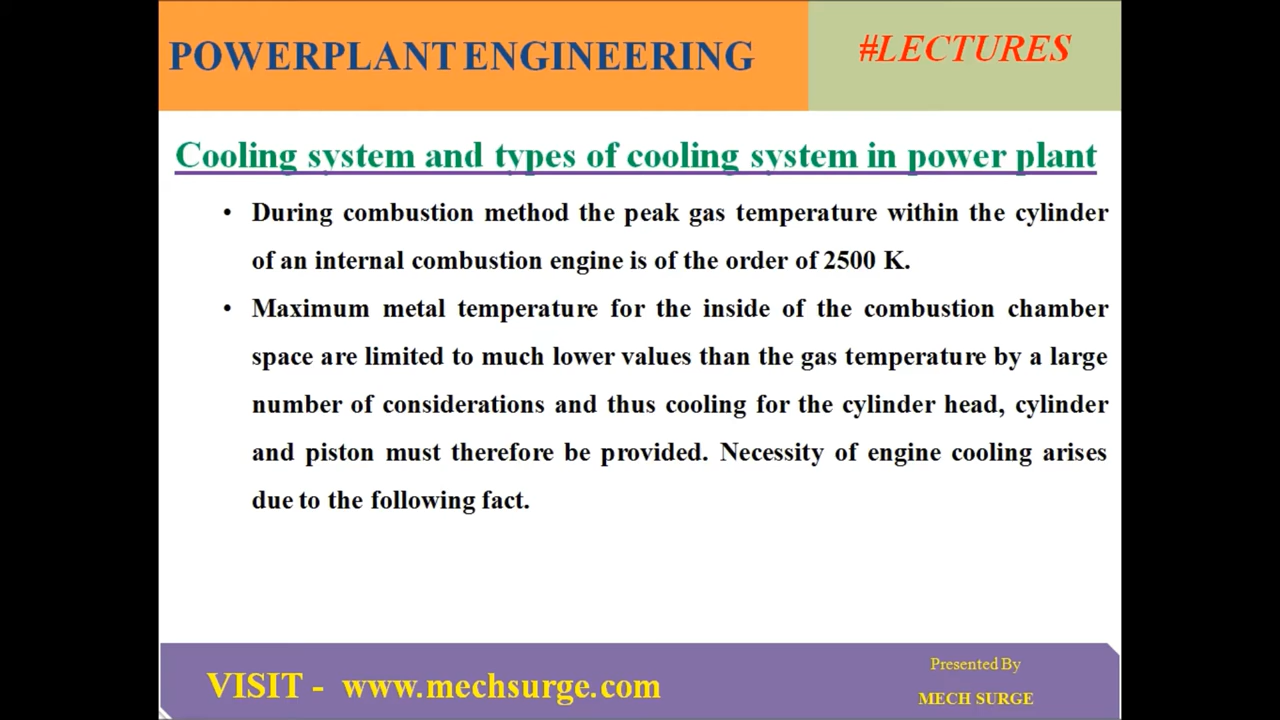 POWERPLANT ENGINEERING
#LECTURES
Cooling system and types of cooling system in power plant
• During combustion method the peak gas temperature within the cylinder
of an internal combustion engine is of the order of 2500 K.
• Maximum metal temperature for the inside of the combustion chamber
space are limited to much lower values than the gas temperature by a large
number of considerations and thus cooling for the cylinder head, cylinder
and piston must therefore be provided. Necessity of engine cooling arises
due to the following fact.
VISIT - www.mechsurge.com
Presented By
MECH SURGE